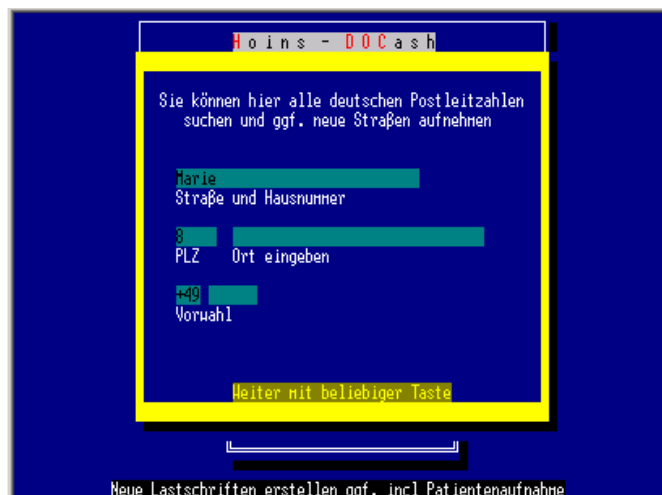 Hoins - DOCash
Sie können hier alle deutschen Postleitzahlen
suchen und ggf. neue Straßen aufnehmen
Marie
Straße und Hausnummer
8
PLZ Ort eingeben
+49
Vorwahl
Weiter mit beliebiger Taste
Neue Lastschriften erstellen ggf. incl Patientenaufnahme